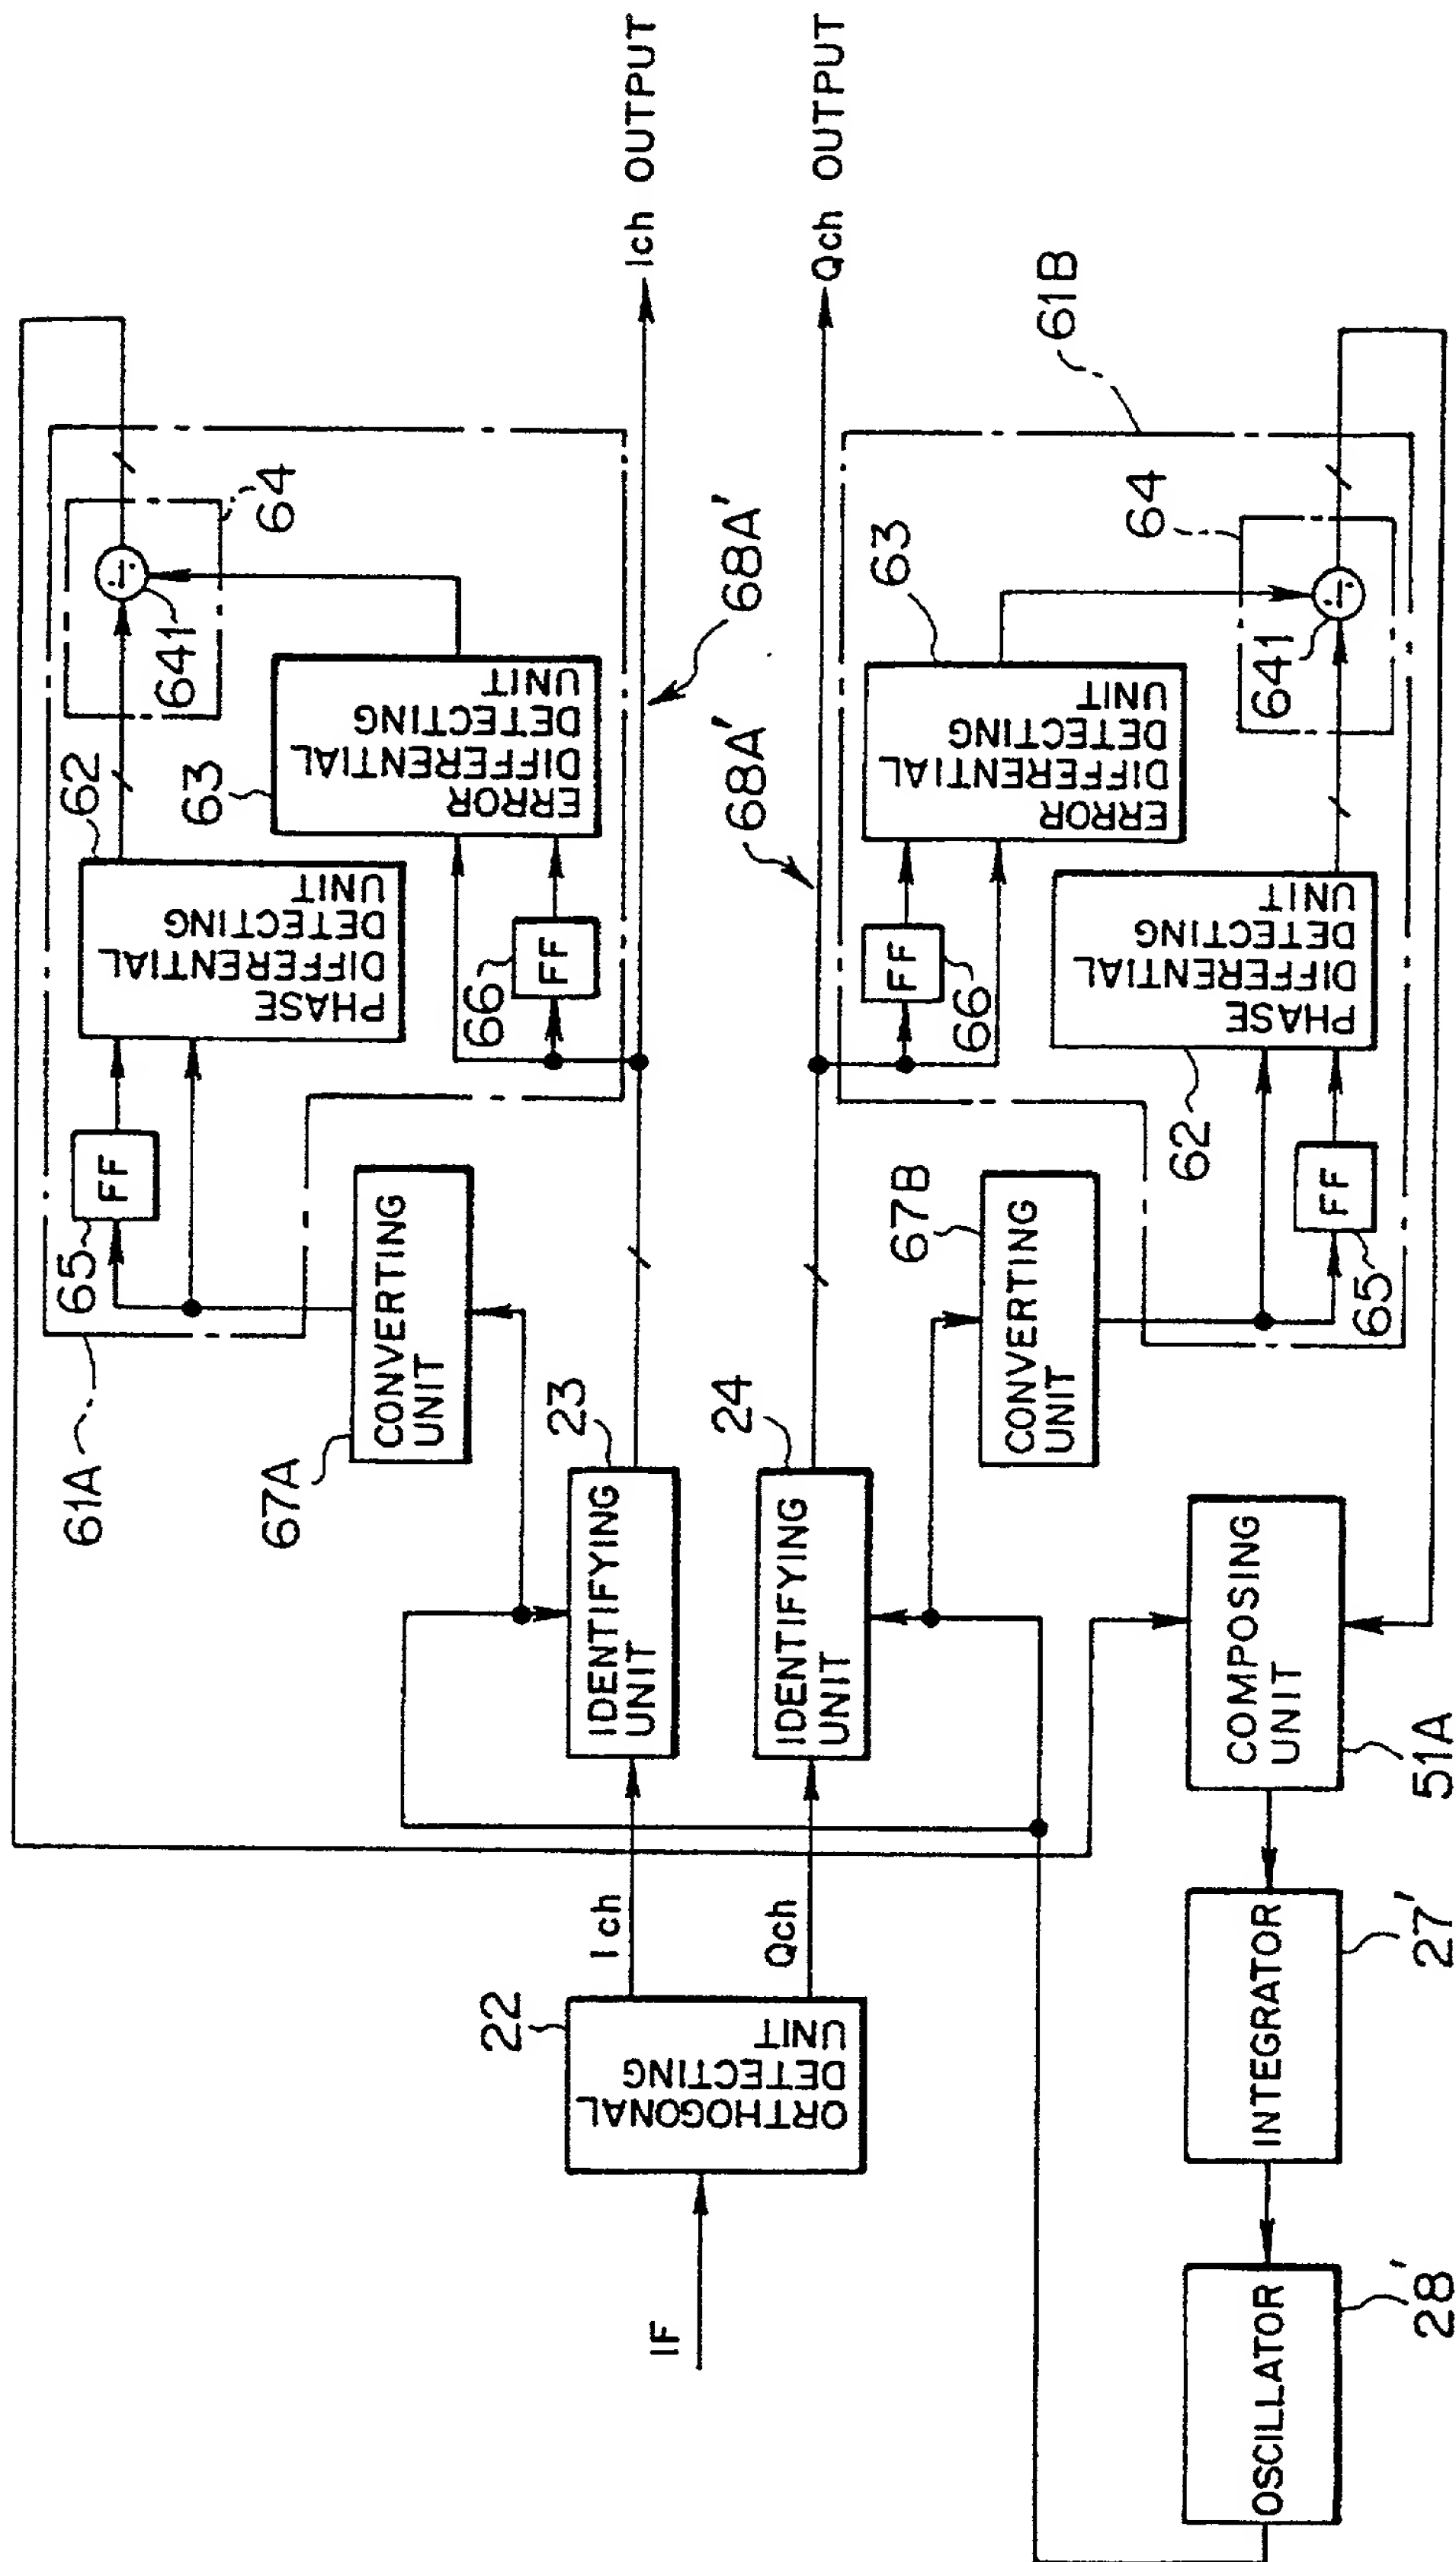 IF
22
ORTHOGONAL
DETECTING
UNIT
Ich
Qch
23
IDENTIFYING
UNIT
24
IDENTIFYING
UNIT
61A
67A
CONVERTING
UNIT
65
FF
62
PHASE
DIFFERENTIAL
DETECTING
UNIT
66
FF
63
ERROR
DIFFERENTIAL
DETECTING
UNIT
641
÷
64
68A'
Ich OUTPUT
68A'
Qch OUTPUT
67B
CONVERTING
UNIT
65
FF
62
PHASE
DIFFERENTIAL
DETECTING
UNIT
66
FF
63
ERROR
DIFFERENTIAL
DETECTING
UNIT
641
÷
64
61B
COMPOSING
UNIT
51A
INTEGRATOR
27'
OSCILLATOR
28'